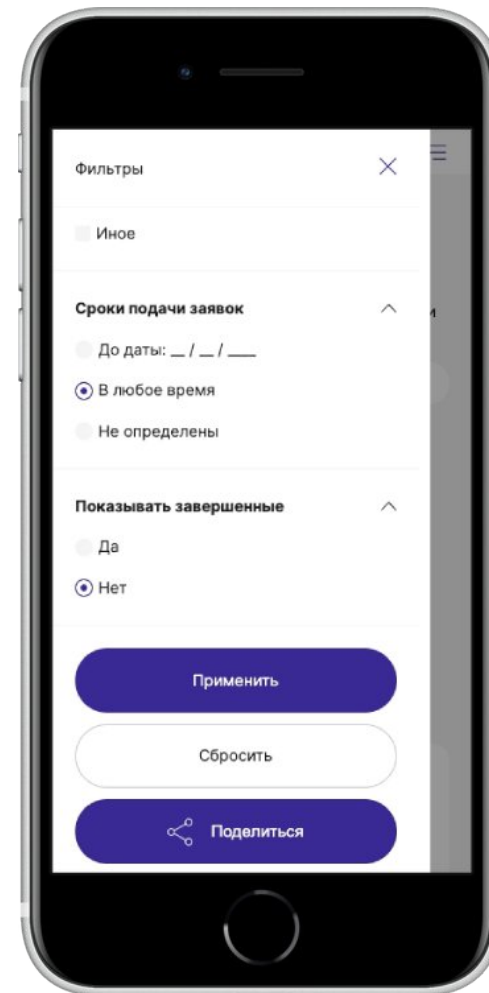 Фильтры
Иное
Сроки подачи заявок
До даты: __ / __ / ____
В любое время
Не определены
Показывать завершенные
Да
Нет
Применить
Сбросить
Поделиться